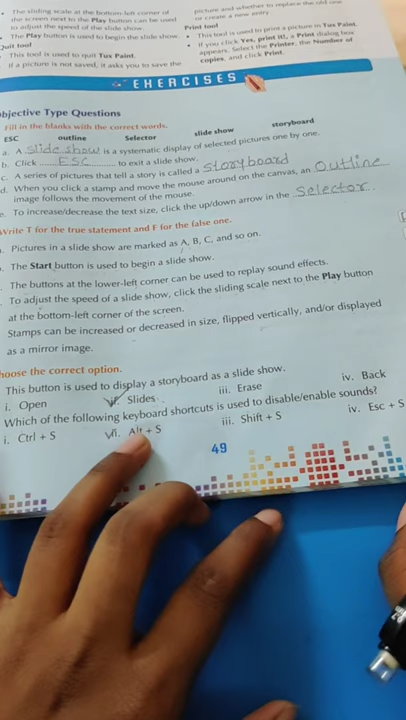 • The sliding scale at the bottom-left corner of
the screen next to the Play button can be used
to adjust the speed of the slide show.
• The Play button is used to begin the slide show.
Quit tool
• This tool is used to quit Tux Paint.
If a picture is not saved, it asks you to save the
picture and whether to replace the old one
or create a new entry.
Print tool
• This tool is used to print a picture in Tux Paint.
• If you click Yes, print it!, a Print dialog box
appears. Select the Printer, the Number of
copies, and click Print.
EXERCISES
bjective Type Questions
Fill in the blanks with the correct words.
ESC outline Selector slide show storyboard
a. A slide show is a systematic display of selected pictures one by one.
b. Click ESC to exit a slide show.
c. A series of pictures that tell a story is called a storyboard
d. When you click a stamp and move the mouse around on the canvas, an Outline
image follows the movement of the mouse.
e. To increase/decrease the text size, click the up/down arrow in the Selector.
Write T for the true statement and F for the false one.
. Pictures in a slide show are marked as A, B, C, and so on.
. The Start button is used to begin a slide show.
. The buttons at the lower-left corner can be used to replay sound effects.
. To adjust the speed of a slide show, click the sliding scale next to the Play button
at the bottom-left corner of the screen.
Stamps can be increased or decreased in size, flipped vertically, and/or displayed
as a mirror image.
hoose the correct option.
This button is used to display a storyboard as a slide show.
i. Open ii. Slides iii. Erase iv. Back
Which of the following keyboard shortcuts is used to disable/enable sounds?
i. Ctrl + S ii. Alt + S iii. Shift + S iv. Esc + S
49